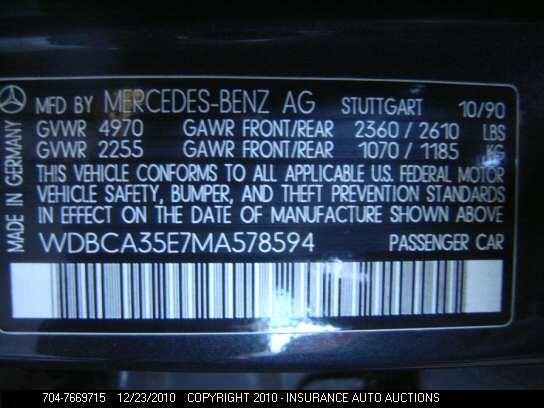 MFD BY MERCEDES-BENZ AG STUTTGART 10/90
GVWR 4970 GAWR FRONT/REAR 2360/2610 LBS
GVWR 2255 GAWR FRONT/REAR 1070/1185 KG
THIS VEHICLE CONFORMS TO ALL APPLICABLE U.S. FEDERAL MOTOR
VEHICLE SAFETY, BUMPER, AND THEFT PREVENTION STANDARDS
IN EFFECT ON THE DATE OF MANUFACTURE SHOWN ABOVE
WDBCA35E7MA578594 PASSENGER CAR
MADE IN GERMANY
704-7669715 12/23/2010 COPYRIGHT 2010 - INSURANCE AUTO AUCTIONS